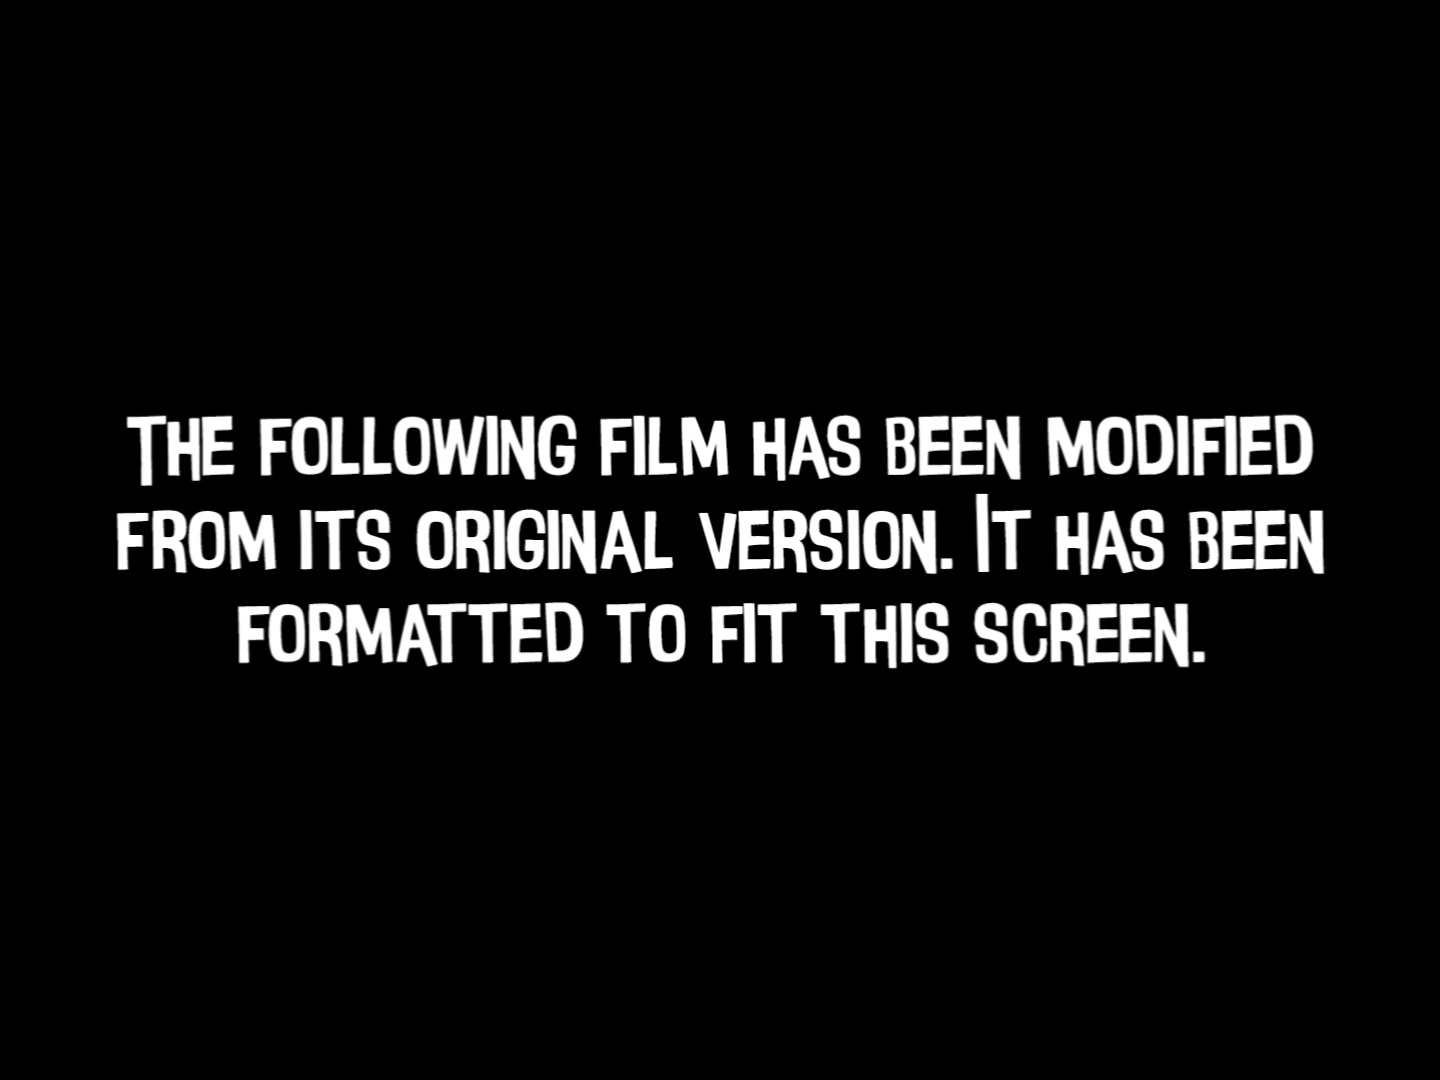 The following film has been modified
from its original version. It has been
formatted to fit this screen.